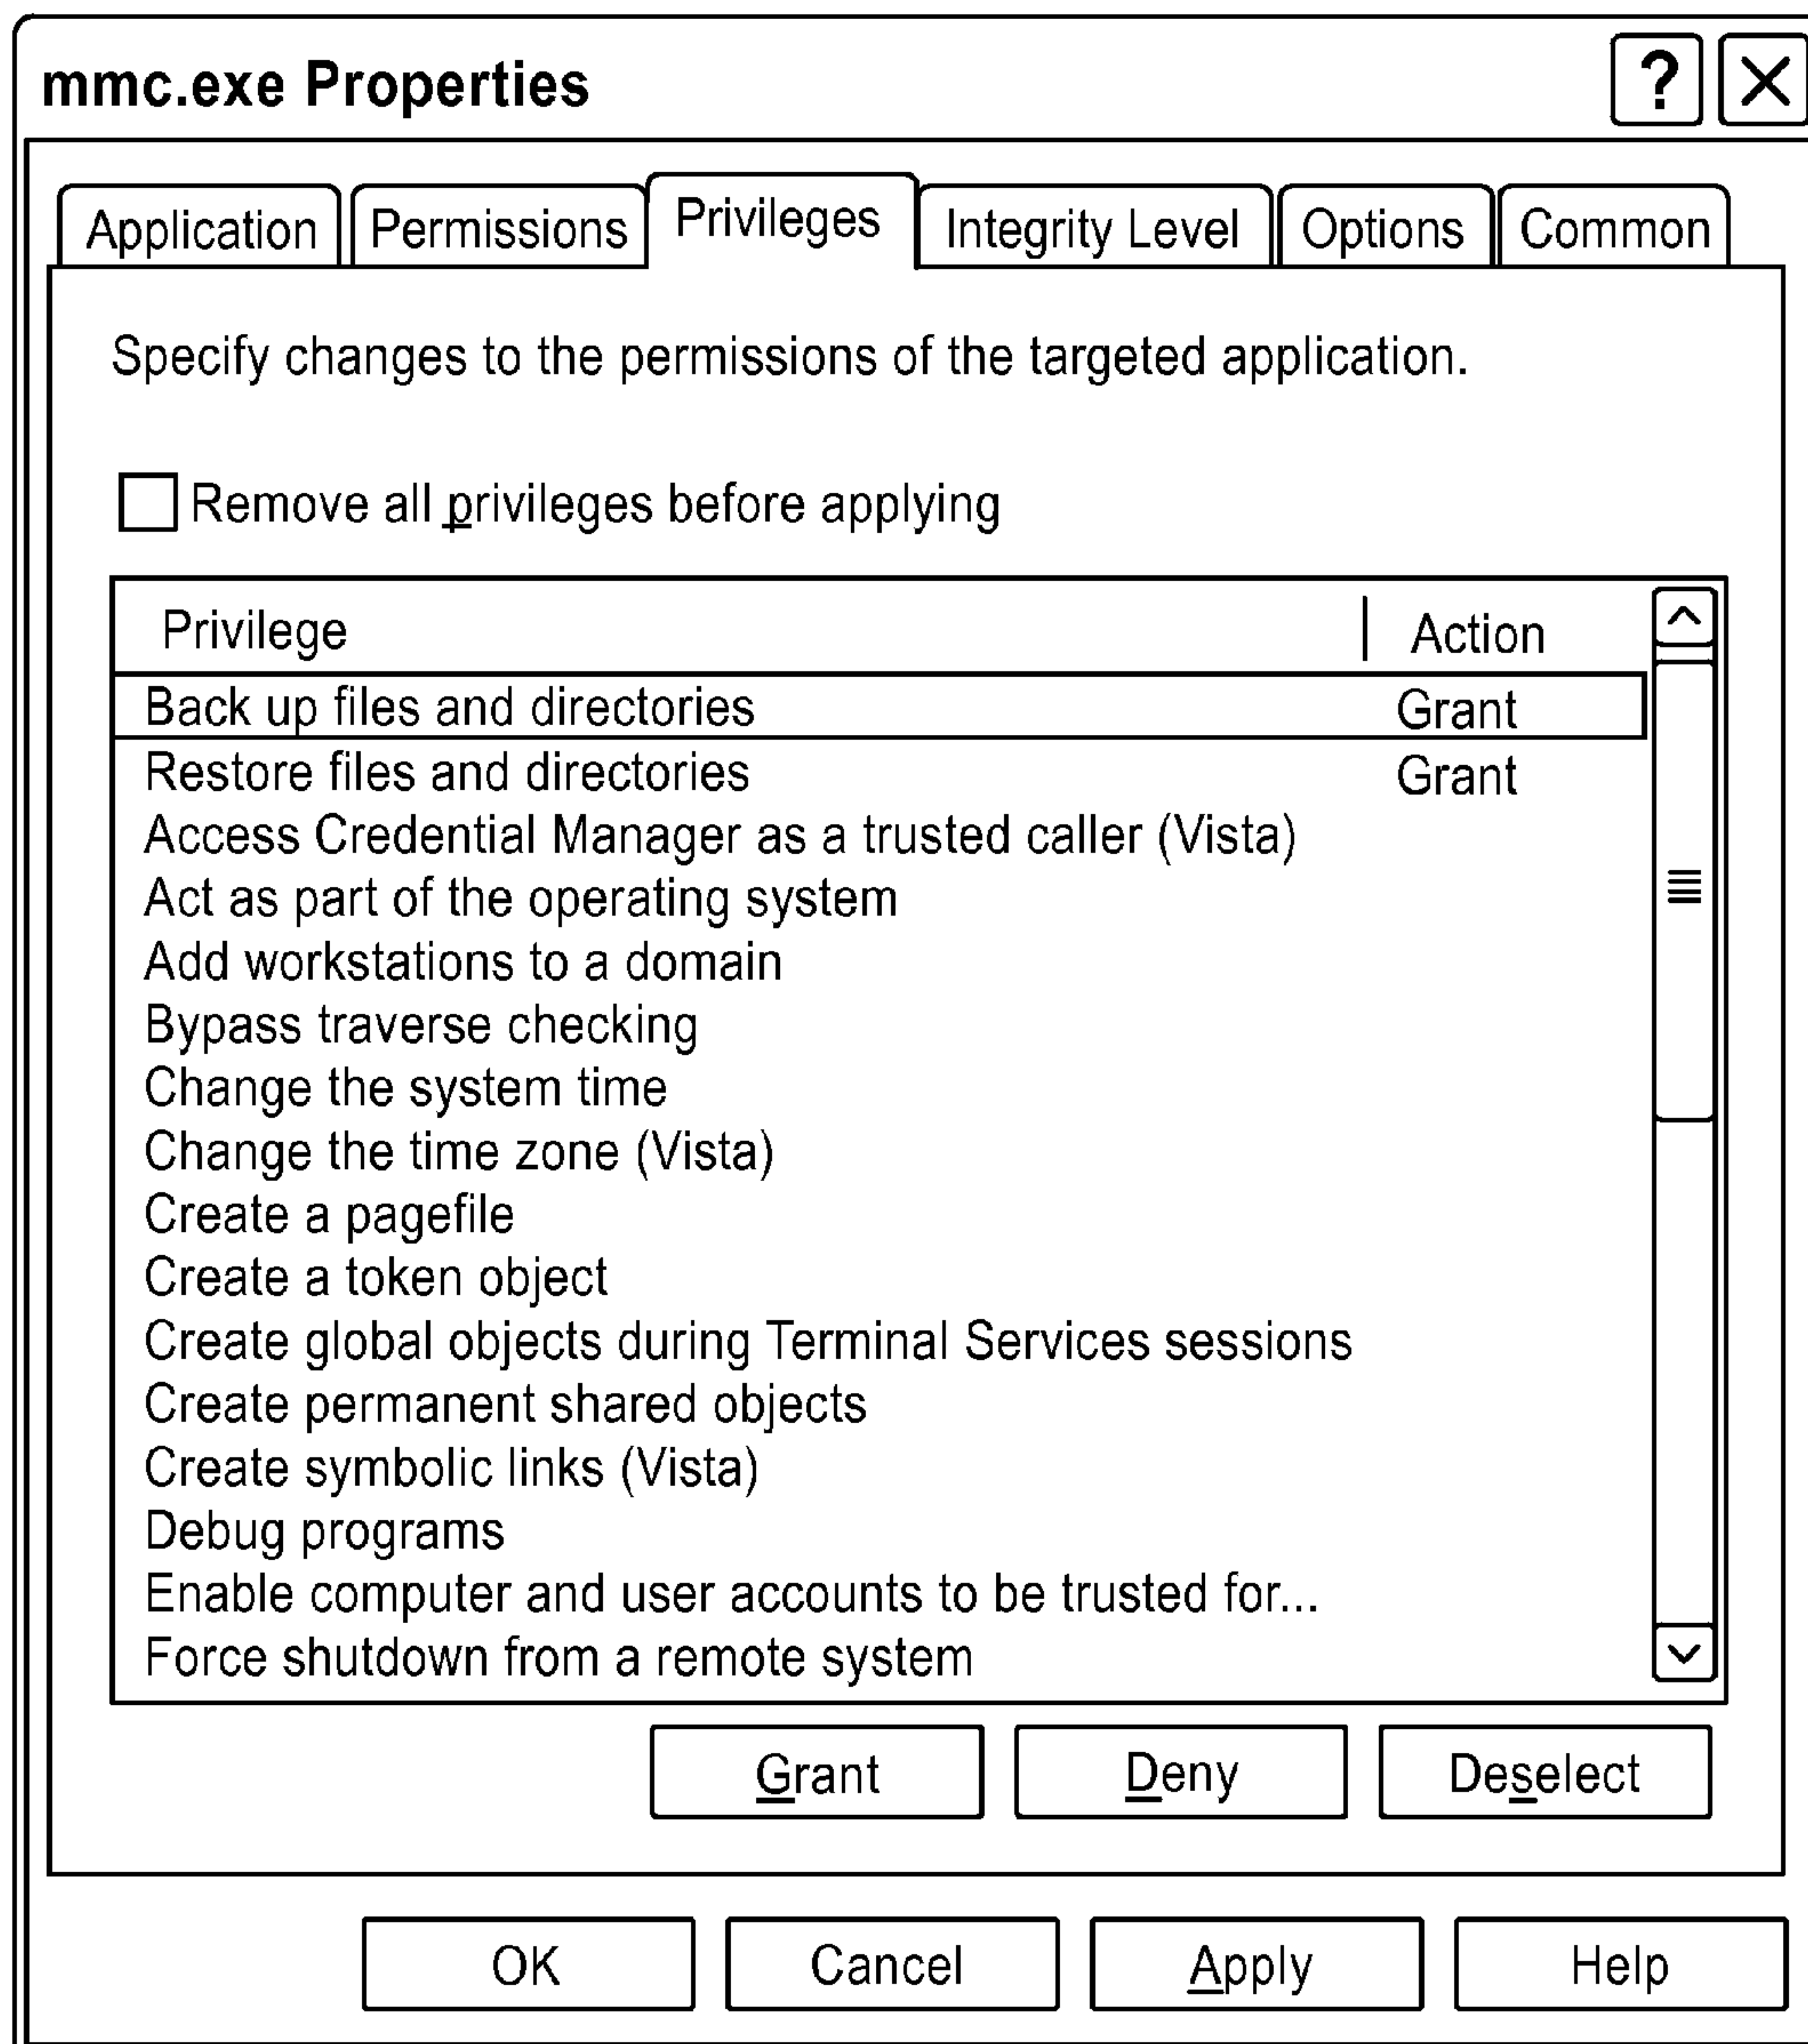 mmc.exe Properties ? X
Application Permissions Privileges Integrity Level Options Common
Specify changes to the permissions of the targeted application.
Remove all privileges before applying
Privilege Action
Back up files and directories Grant
Restore files and directories Grant
Access Credential Manager as a trusted caller (Vista)
Act as part of the operating system
Add workstations to a domain
Bypass traverse checking
Change the system time
Change the time zone (Vista)
Create a pagefile
Create a token object
Create global objects during Terminal Services sessions
Create permanent shared objects
Create symbolic links (Vista)
Debug programs
Enable computer and user accounts to be trusted for...
Force shutdown from a remote system
Grant Deny Deselect
OK Cancel Apply Help